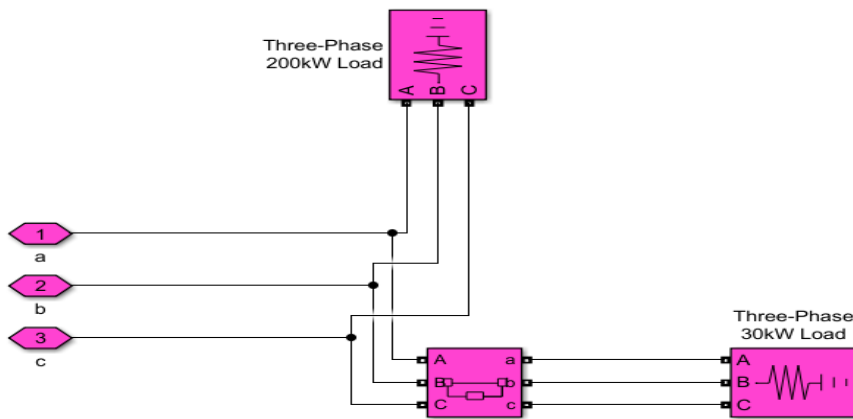 Three-Phase
200kW Load
A B C
1
a
2
b
3
c
Three-Phase
30kW Load
A a
B b
C c
A
B
C